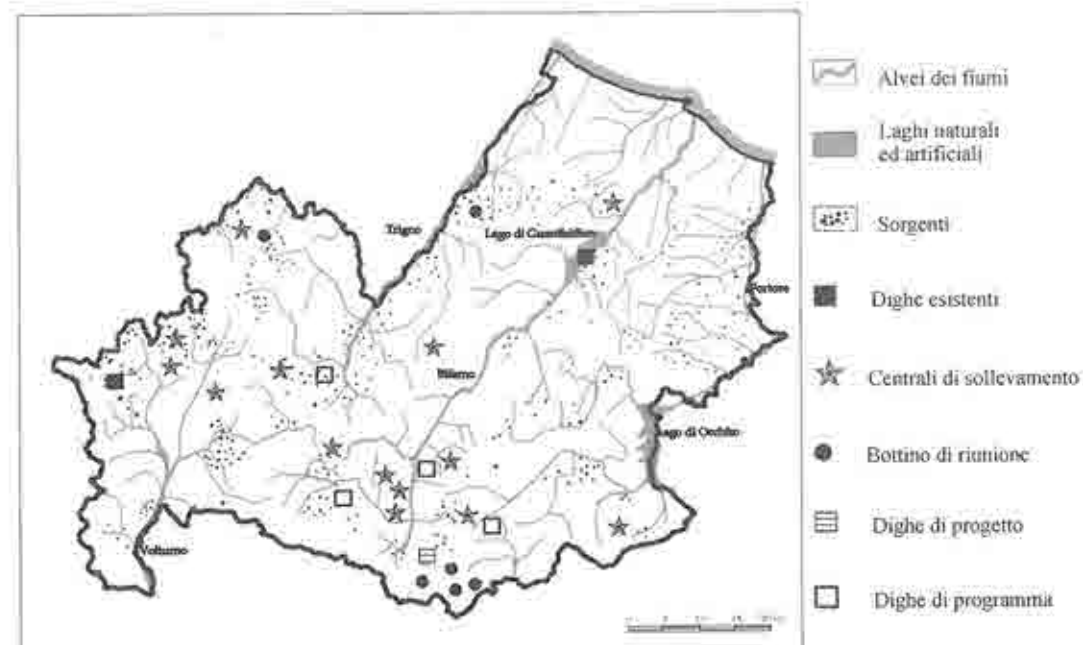 Trigno
Lago di
Biferno
Fortore
Lago di Occhito
Volturno
Alvei dei fiumi
Laghi naturali
ed artificiali
Sorgenti
Dighe esistenti
Centrali di sollevamento
Bottino di riunione
Dighe di progetto
Dighe di programma